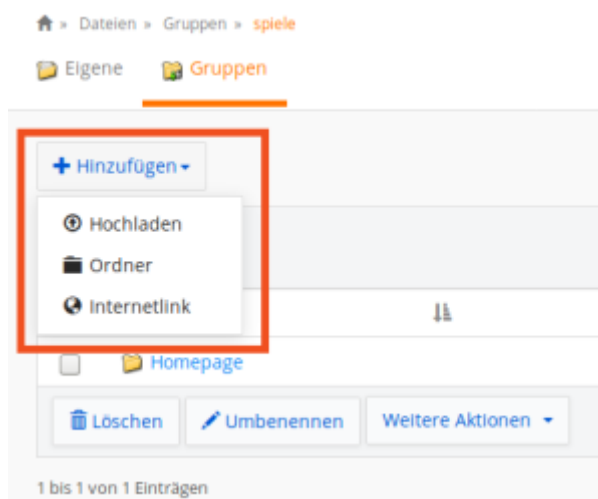 » Dateien » Gruppen » spiele
Eigene Gruppen
+ Hinzufügen
Hochladen
Ordner
Internetlink
Homepage
Löschen Umbenennen Weitere Aktionen
1 bis 1 von 1 Einträgen